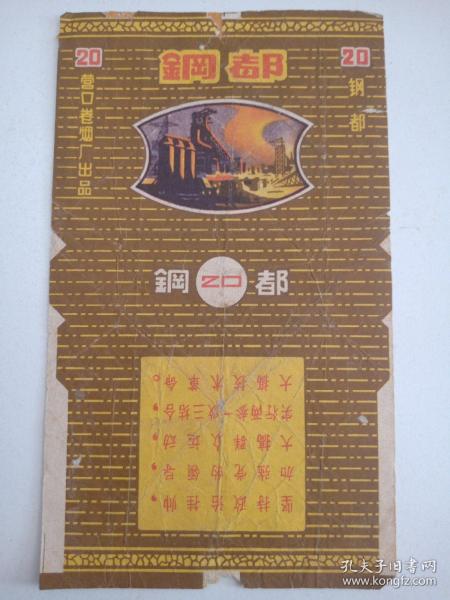 20
鋼都
20
营口卷烟厂出品
钢都
鋼 20 都
坚持政治挂帅，
加强党的领导，
大搞群众运动，
实行两参一改三结合，
大搞技术革命。
孔夫子旧书网
www.kongfz.com